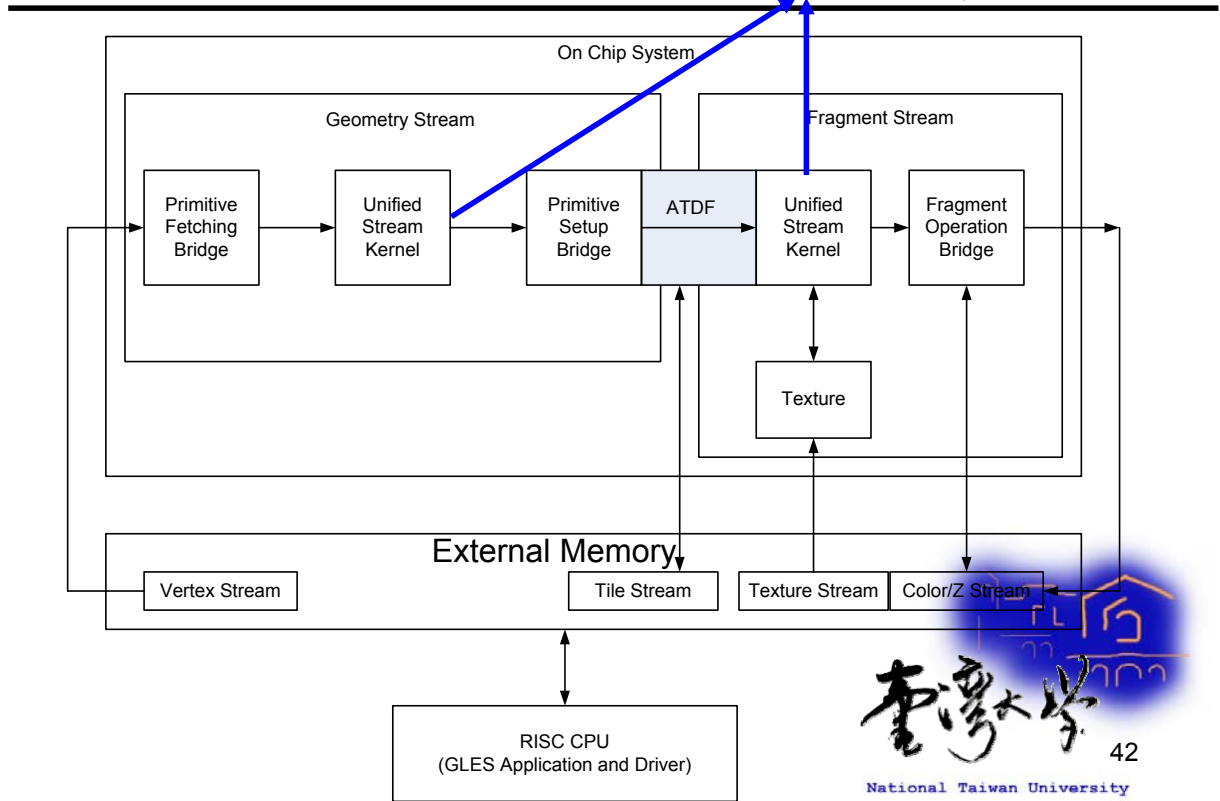 On Chip System
Geometry Stream
Fragment Stream
Primitive
Fetching
Bridge
Unified
Stream
Kernel
Primitive
Setup
Bridge
ATDF
Unified
Stream
Kernel
Fragment
Operation
Bridge
Texture
External Memory
Vertex Stream
Tile Stream
Texture Stream
Color/Z Stream
RISC CPU
(GLES Application and Driver)
臺灣大學
42
National Taiwan University